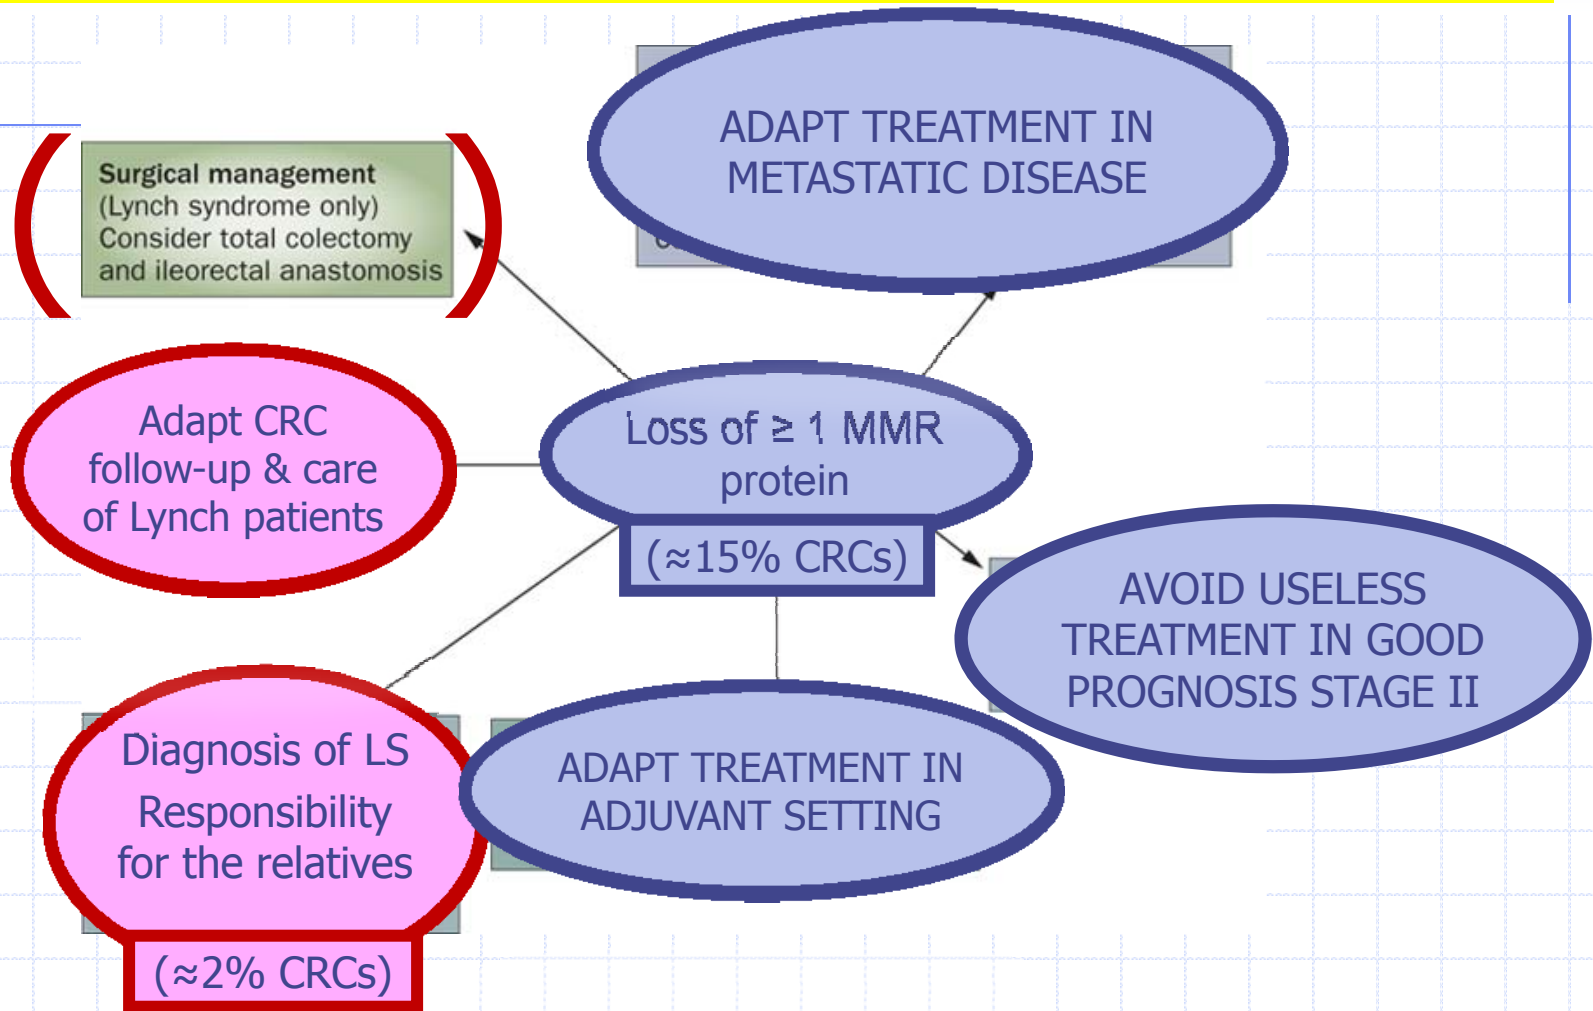 ADAPT TREATMENT IN
METASTATIC DISEASE
Surgical management
(Lynch syndrome only)
Consider total colectomy
and ileorectal anastomosis
Adapt CRC
follow-up & care
of Lynch patients
Loss of ≥ 1 MMR
protein
(≈15% CRCs)
AVOID USELESS
TREATMENT IN GOOD
PROGNOSIS STAGE II
Diagnosis of LS
Responsibility
for the relatives
(≈2% CRCs)
ADAPT TREATMENT IN
ADJUVANT SETTING